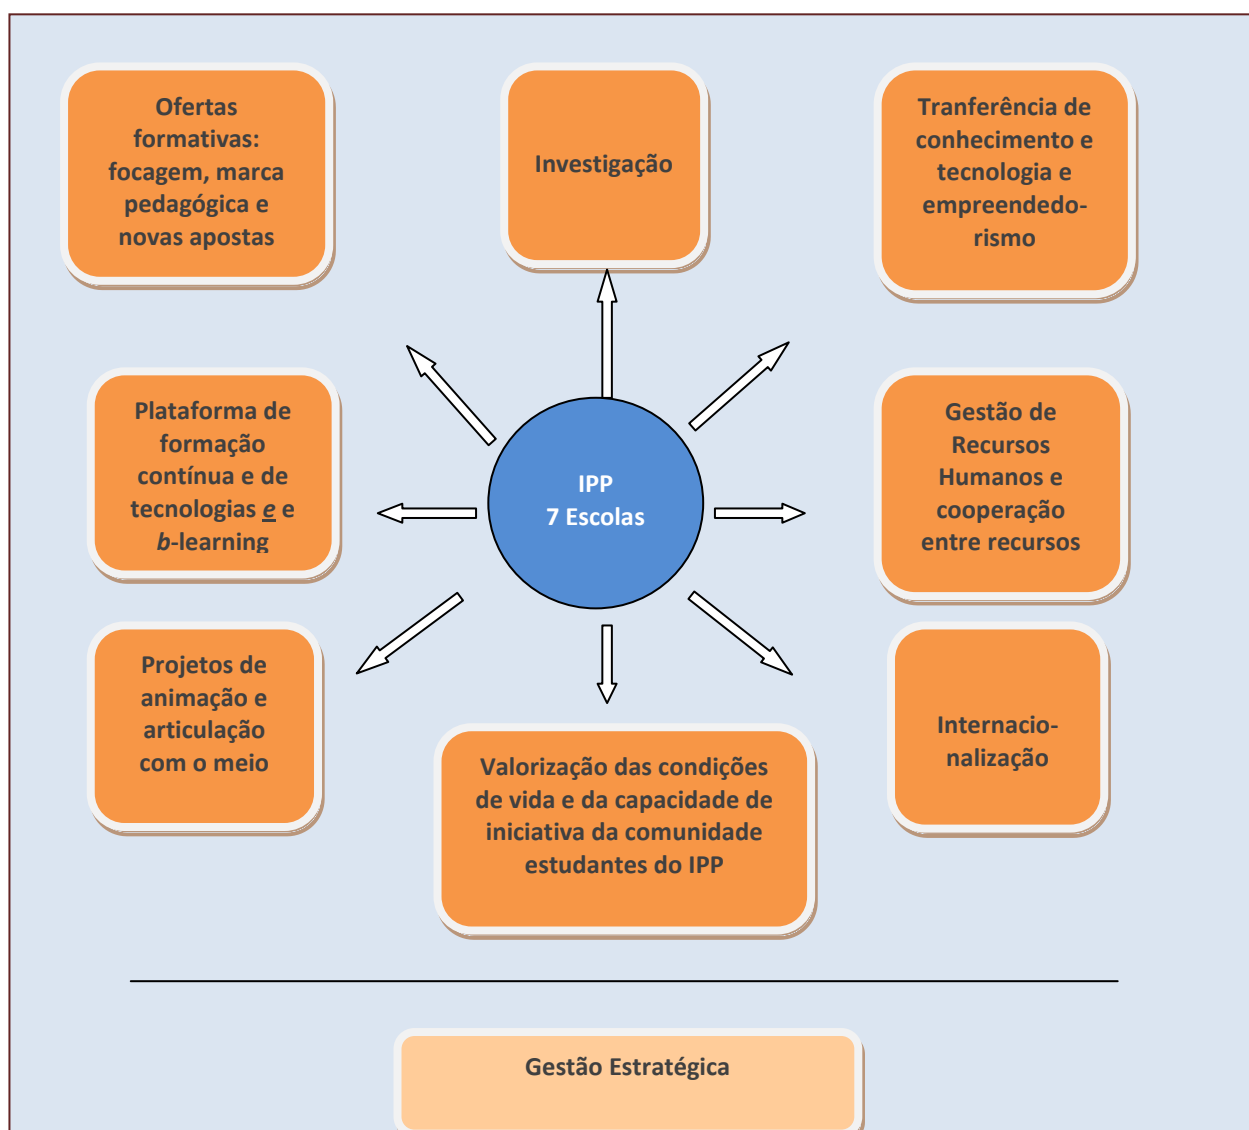 Ofertas
formativas:
focagem, marca
pedagógica e
novas apostas
Investigação
Tranferência de
conhecimento e
tecnologia e
empreendedo-
rismo
Plataforma de
formação
contínua e de
tecnologias e e
b-learning
IPP
7 Escolas
Gestão de
Recursos
Humanos e
cooperação
entre recursos
Projetos de
animação e
articulação
com o meio
Valorização das condições
de vida e da capacidade de
iniciativa da comunidade
estudantes do IPP
Internacio-
nalização
Gestão Estratégica